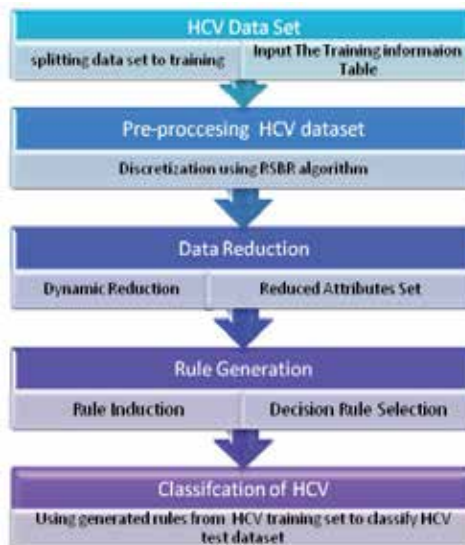 HCV Data Set
splitting data set to training
Input The Training informaion
Table
Pre-proccesing HCV dataset
Discretization using RSBR algorithm
Data Reduction
Dynamic Reduction
Reduced Attributes Set
Rule Generation
Rule Induction
Decision Rule Selection
Classifcation of HCV
Using generated rules from HCV training set to classify HCV
test dataset